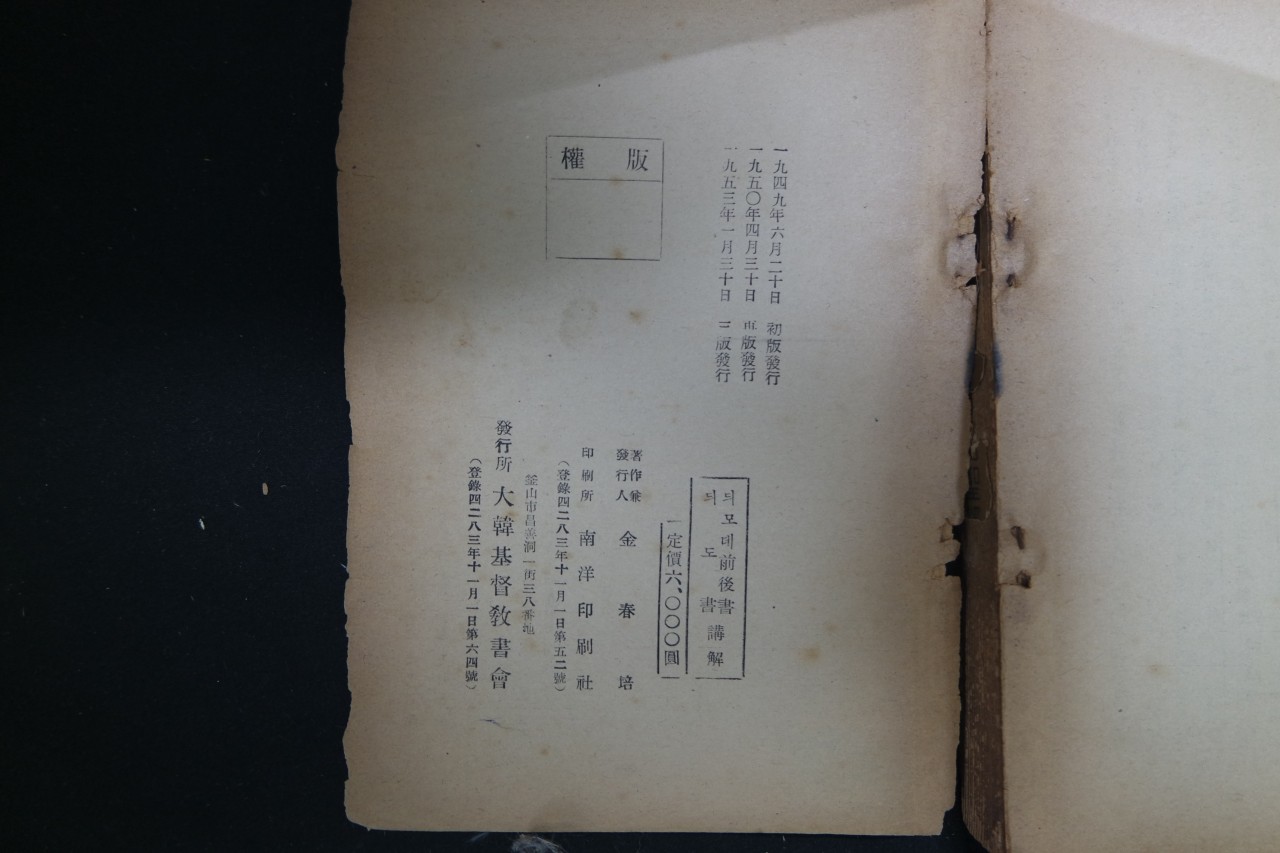 一九四九年六月二十日 初版發行
一九五〇年四月三十日 再版發行
一九五三年一月三十日 三版發行
版權
듸모데前後書
듸도書
講解
定價六、〇〇〇圓
著作兼
發行人
金春培
印刷所 南洋印刷社
(登錄四二八三年十一月一日第五二號)
釜山市昌善洞一街三八番地
發行所 大韓基督敎書會
(登錄四二八三年十一月一日第六四號)